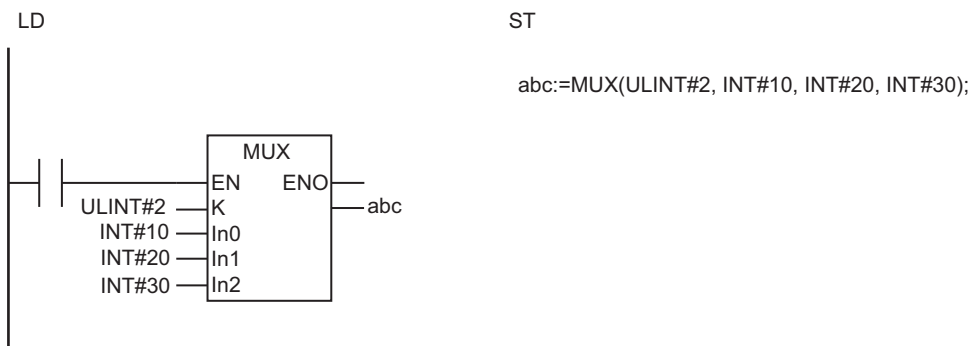 LD
ST
abc:=MUX(ULINT#2, INT#10, INT#20, INT#30);
MUX
EN ENO
ULINT#2 K abc
INT#10 In0
INT#20 In1
INT#30 In2